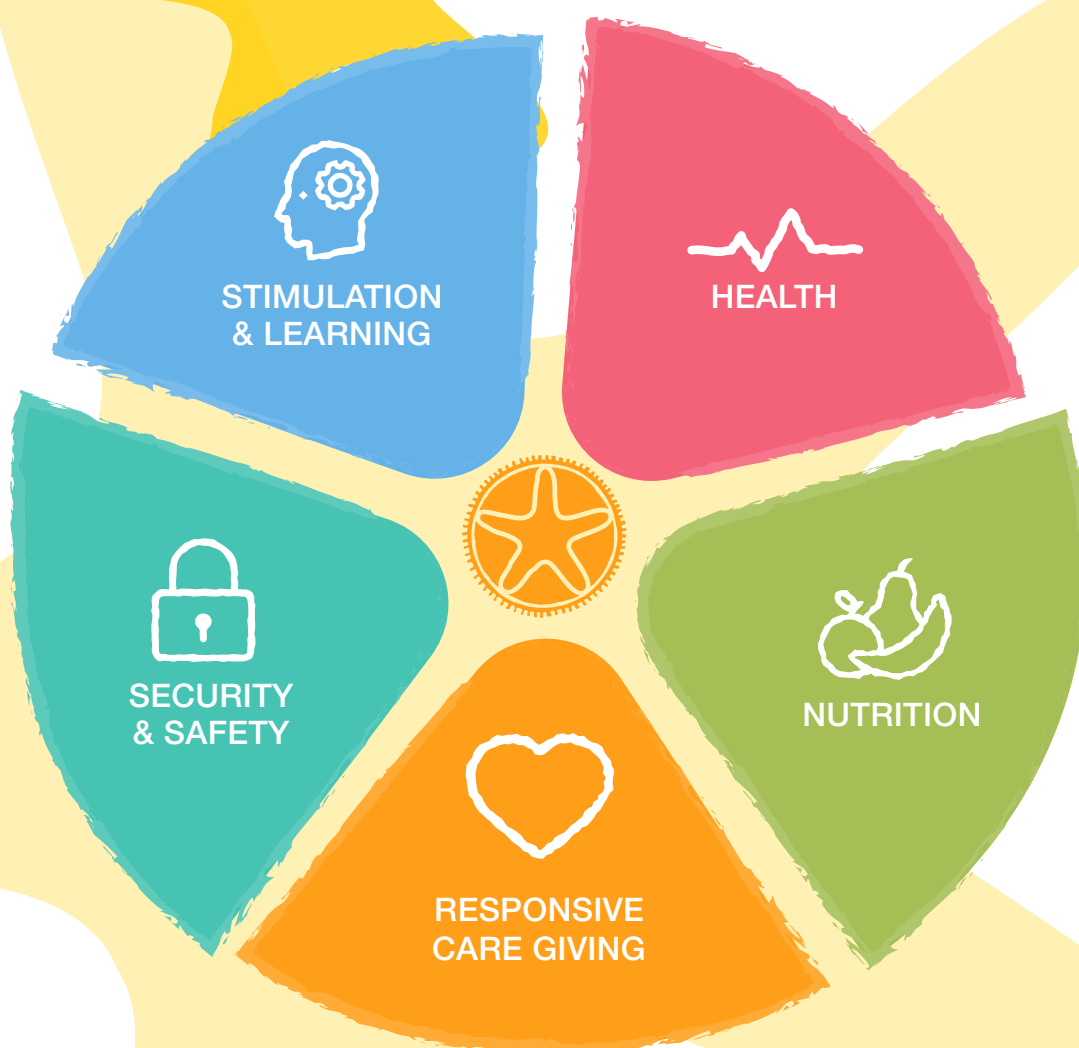 STIMULATION
& LEARNING
HEALTH
SECURITY
& SAFETY
NUTRITION
RESPONSIVE
CARE GIVING